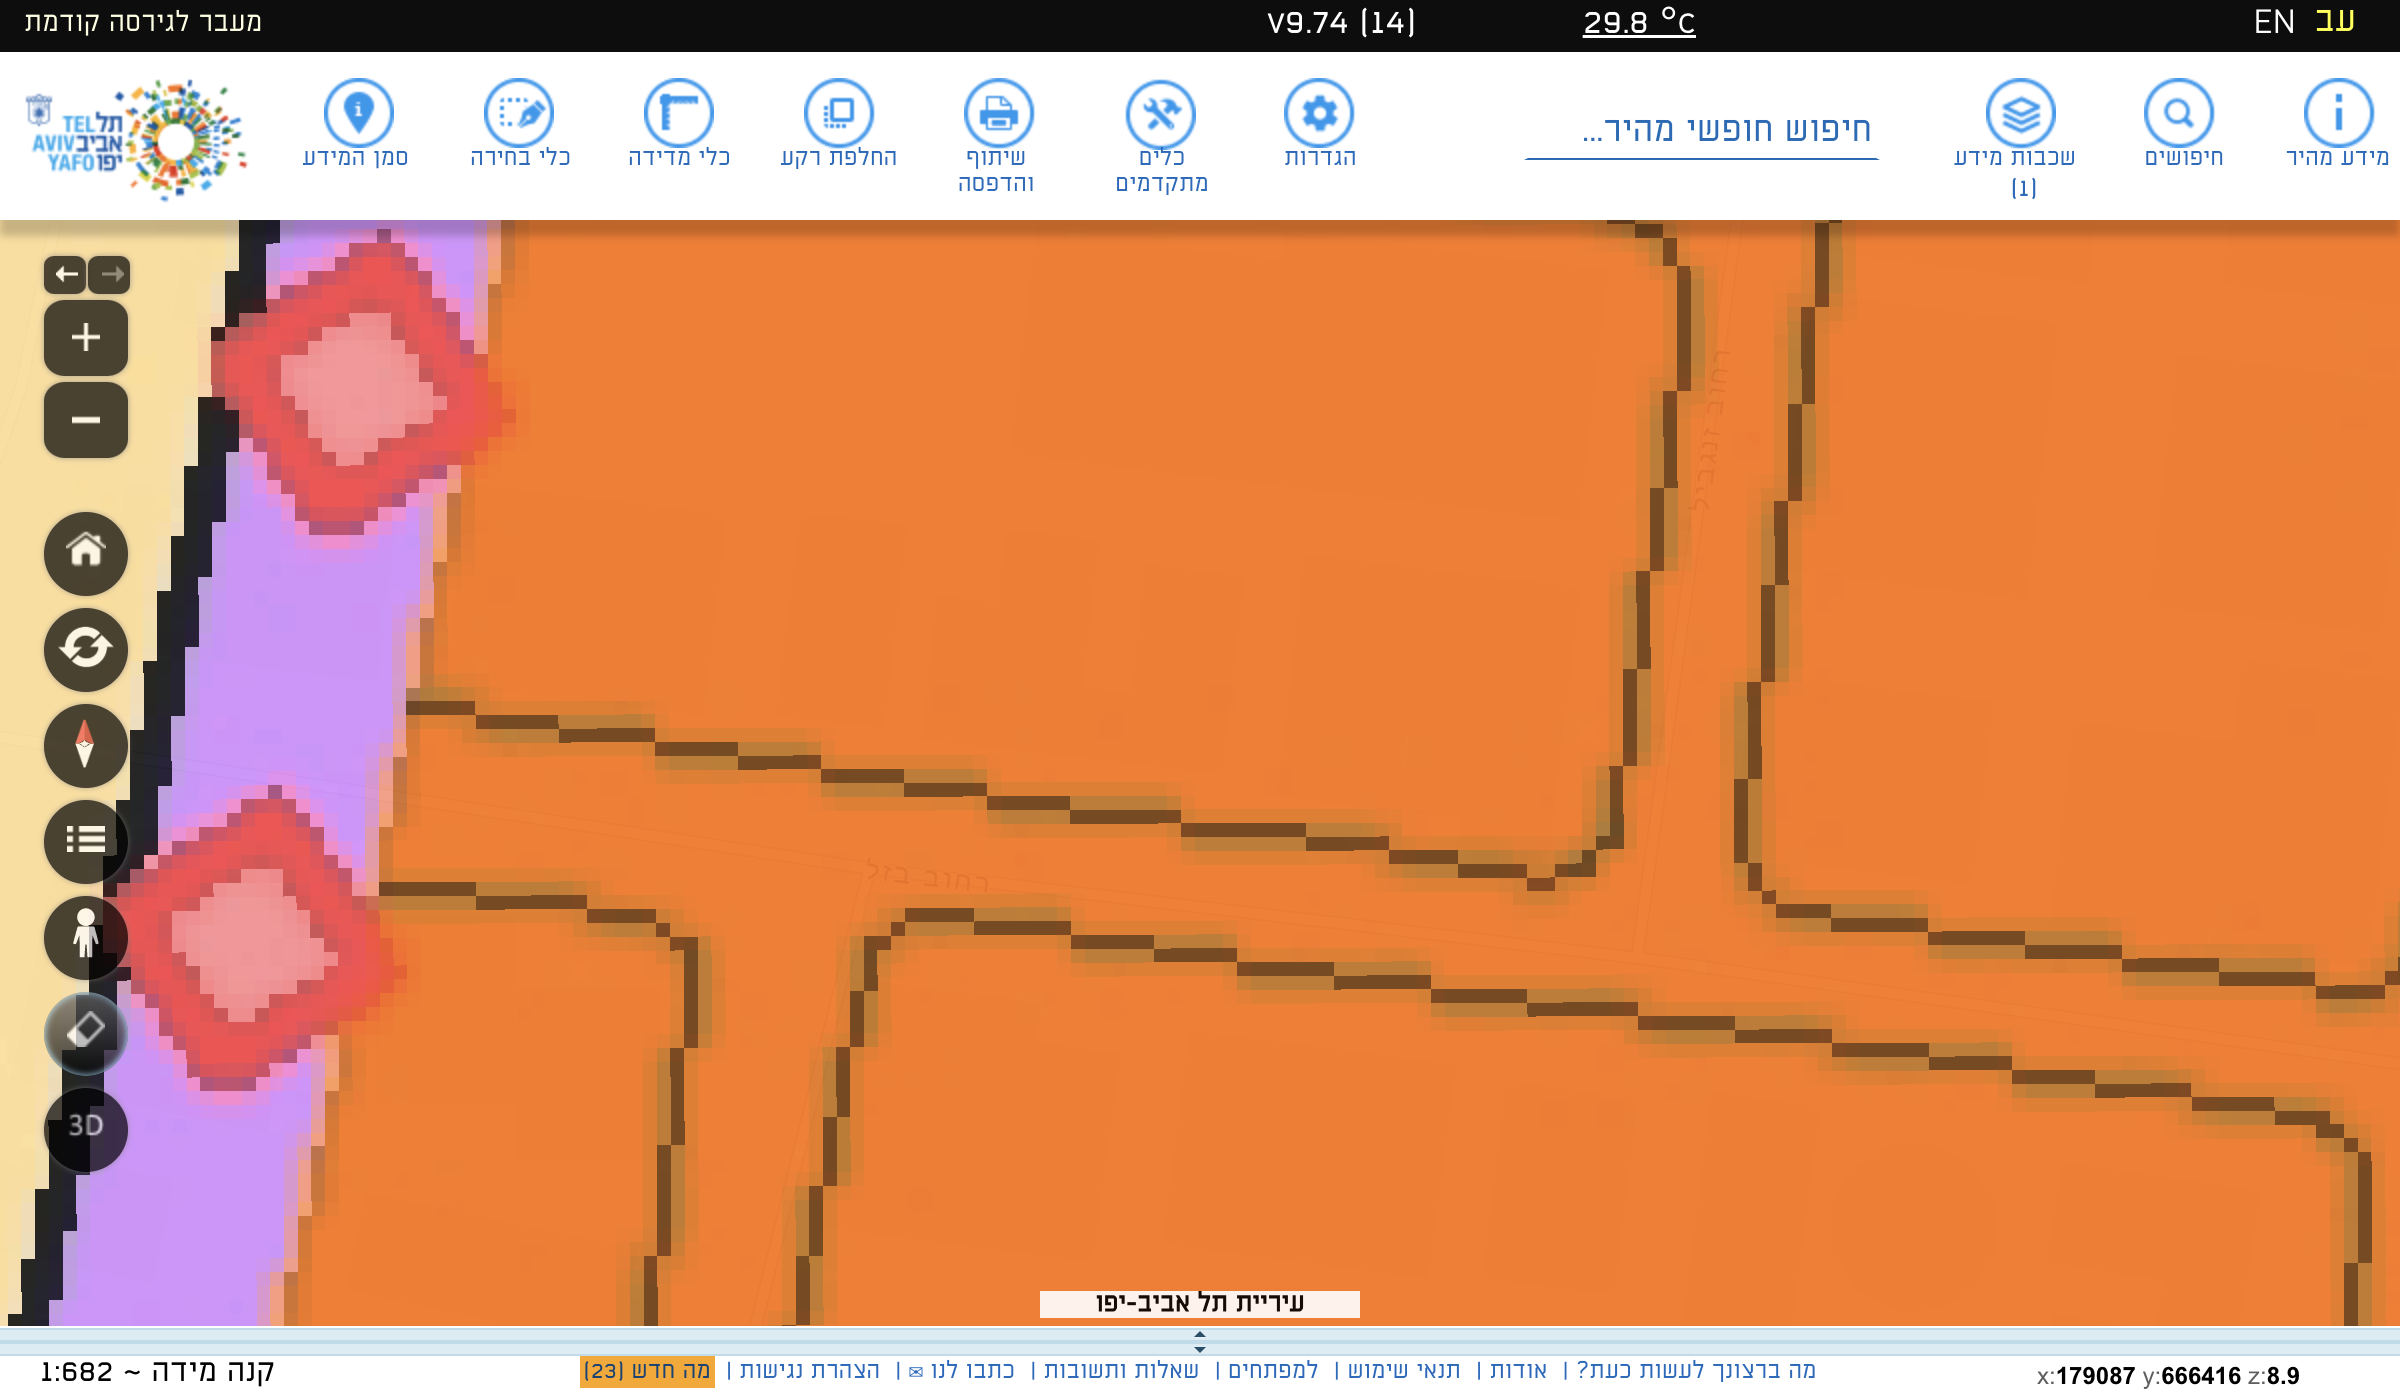 מעבר לגירסה קודמת
V9.74 (14)
29.8 °C
EN עב
תל אביב יפו
TEL AVIV YAFO
סמן המידע
כלי בחירה
כלי מדידה
החלפת רקע
שיתוף והדפסה
כלים מתקדמים
הגדרות
חיפוש חופשי מהיר...
שכבות מידע (1)
חיפושים
מידע מהיר
רחוב זנגביל
רחוב בזל
3D
עיריית תל אביב-יפו
קנה מידה ~ 1:682
מה ברצונך לעשות כעת? | אודות | תנאי שימוש | למפתחים | שאלות ותשובות | כתבו לנו ✉ | הצהרת נגישות | מה חדש (23)
x:179087 y:666416 z:8.9